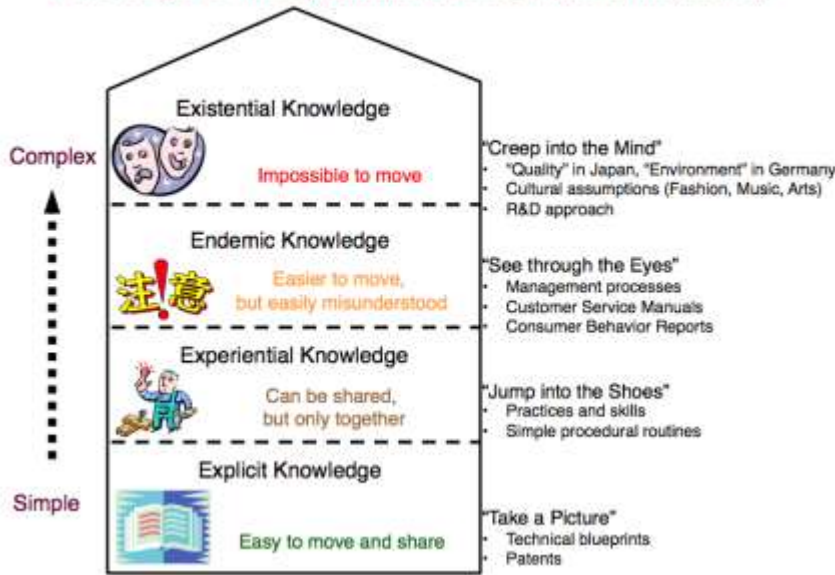 Existential Knowledge
Complex
Impossible to move
"Creep into the Mind"
• "Quality" in Japan, "Environment" in Germany
• Cultural assumptions (Fashion, Music, Arts)
• R&D approach
Endemic Knowledge
注!意
Easier to move,
but easily misunderstood
"See through the Eyes"
• Management processes
• Customer Service Manuals
• Consumer Behavior Reports
Experiential Knowledge
Can be shared,
but only together
"Jump into the Shoes"
• Practices and skills
• Simple procedural routines
Explicit Knowledge
Simple
Easy to move and share
"Take a Picture"
• Technical blueprints
• Patents